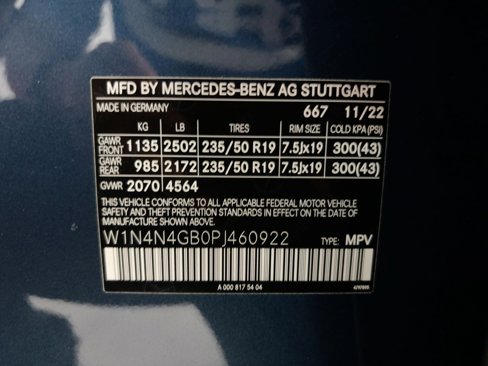 MFD BY MERCEDES-BENZ AG STUTTGART
MADE IN GERMANY 667 11/22
KG LB TIRES RIM SIZE COLD KPA (PSI)
GAWR FRONT 1135 2502 235/50 R19 7.5Jx19 300(43)
GAWR REAR 985 2172 235/50 R19 7.5Jx19 300(43)
GVWR 2070 4564
THIS VEHICLE CONFORMS TO ALL APPLICABLE FEDERAL MOTOR VEHICLE
SAFETY AND THEFT PREVENTION STANDARDS IN EFFECT ON THE DATE OF
MANUFACTURE SHOWN ABOVE.
W1N4N4GB0PJ460922 TYPE: MPV
A 000 817 54 04